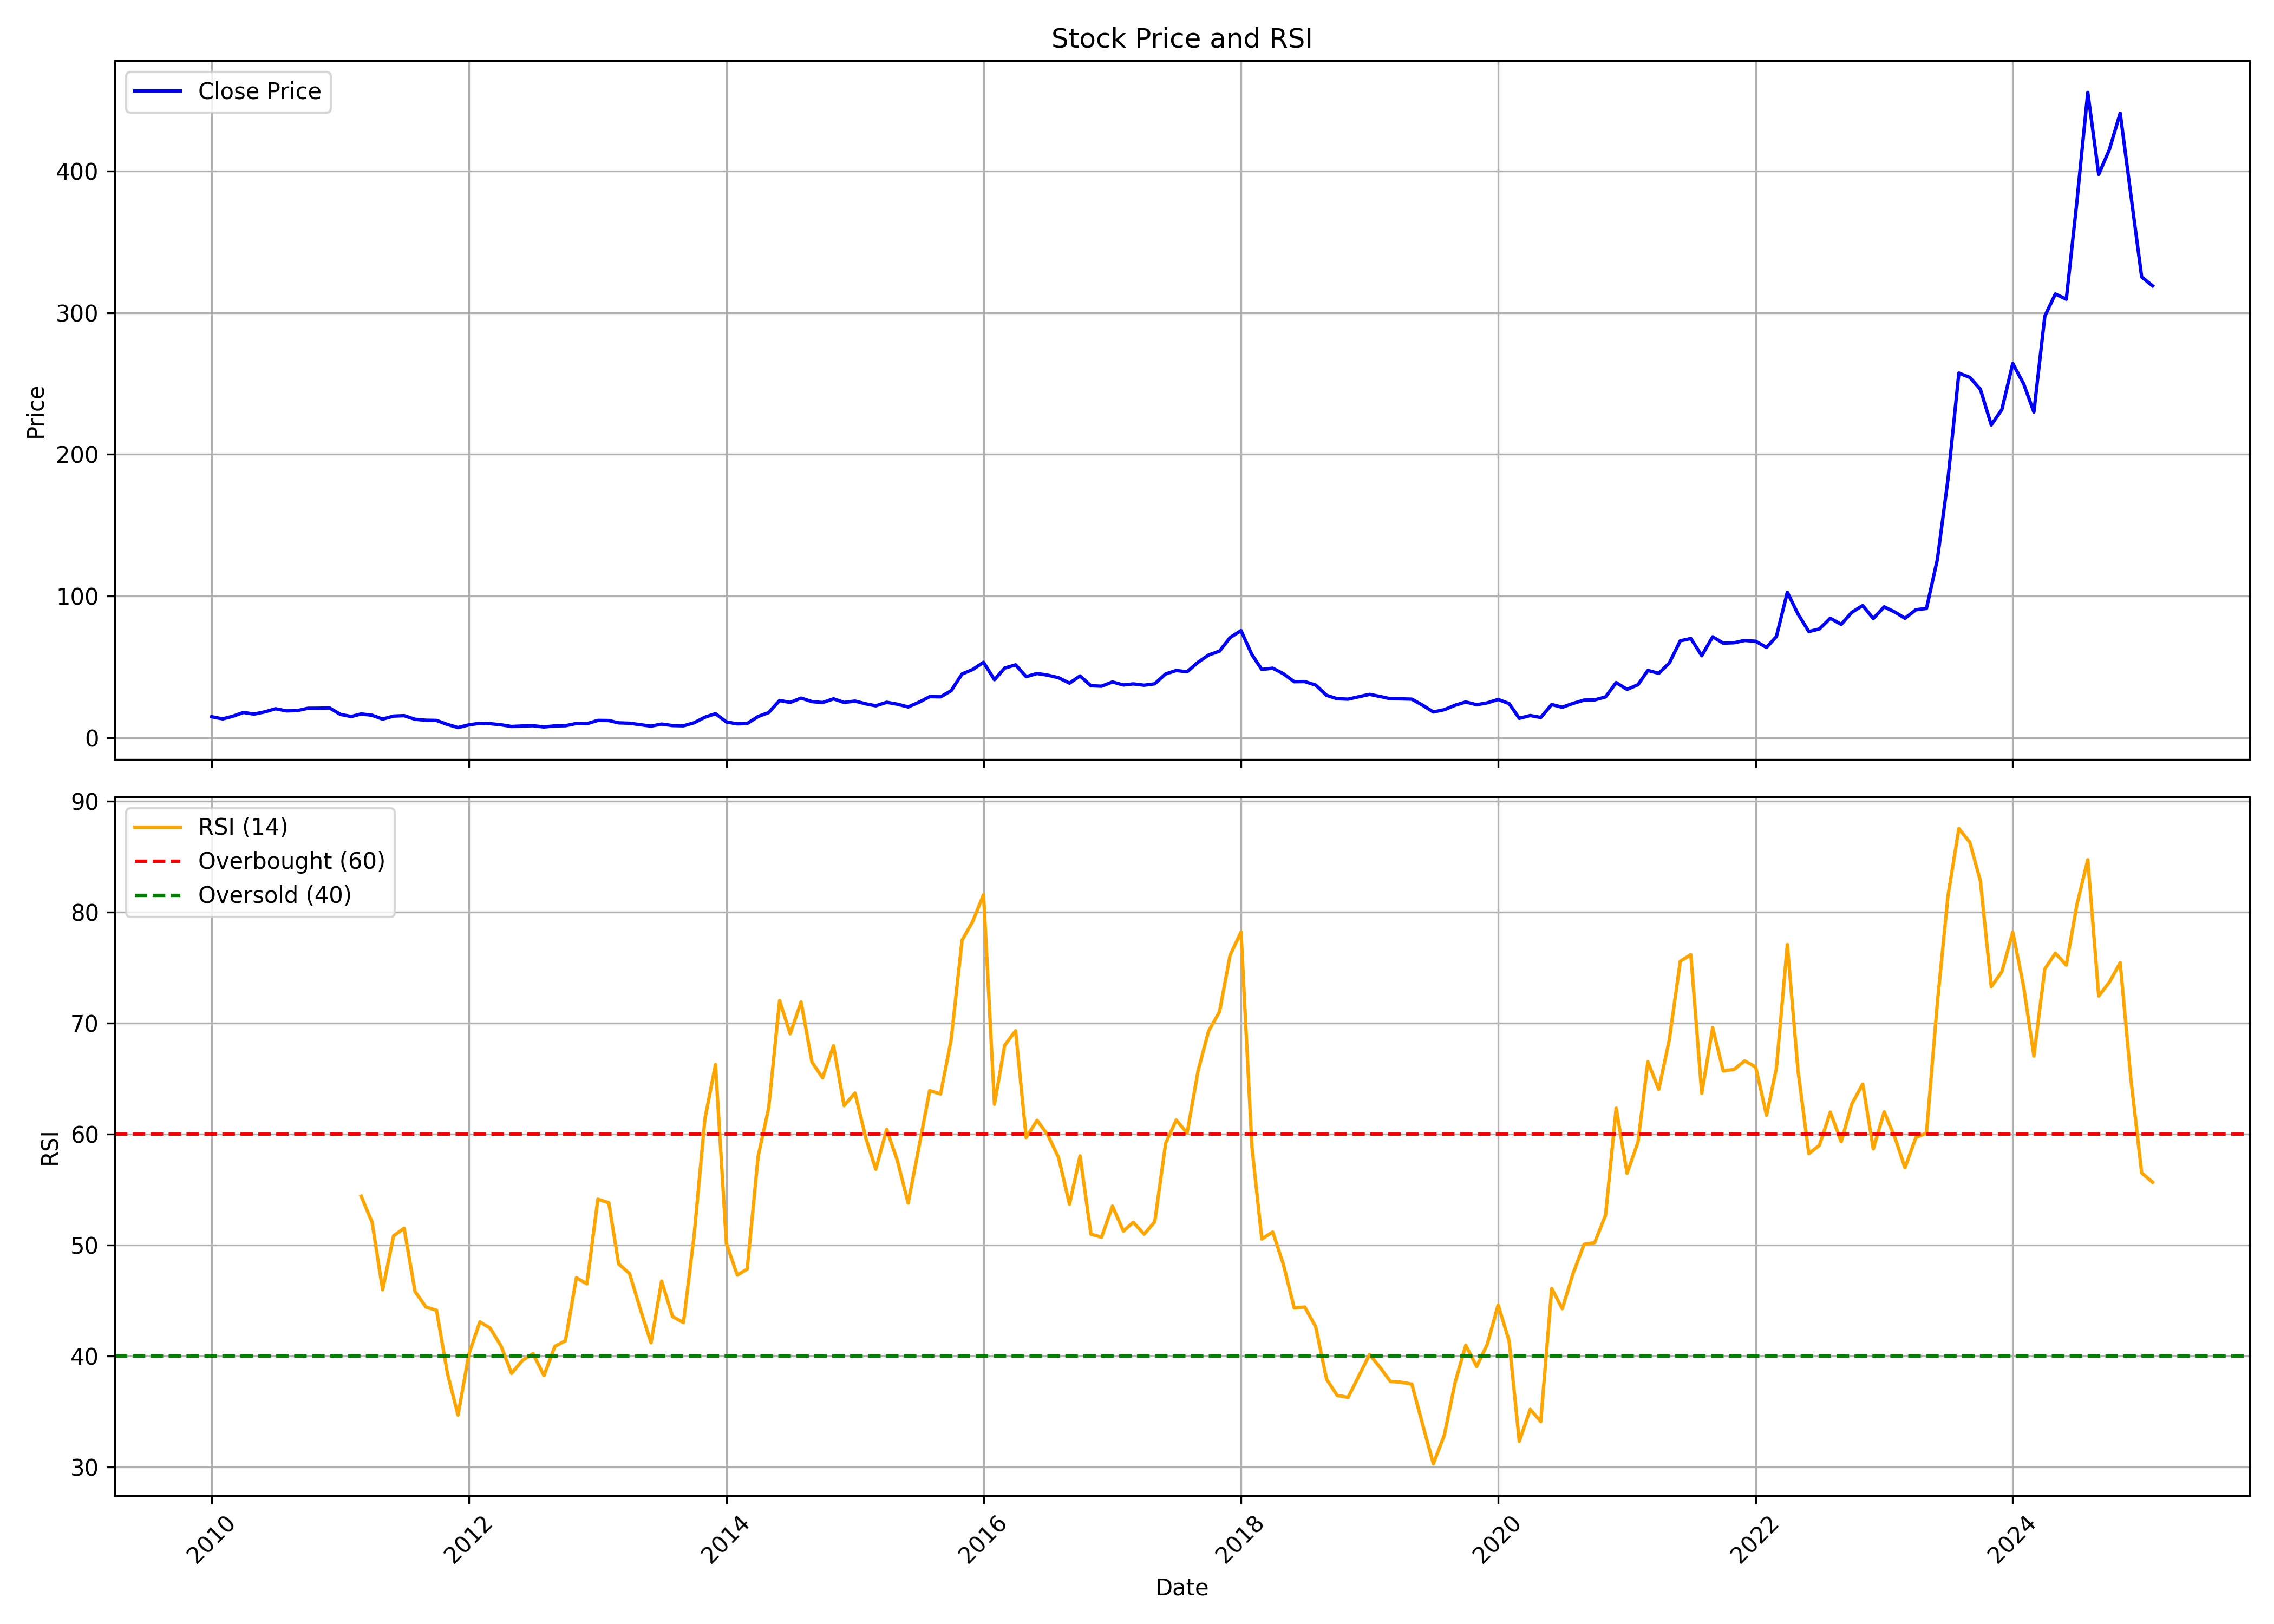 Stock Price and RSI
Close Price
Price
400
300
200
100
0
RSI (14)
Overbought (60)
Oversold (40)
RSI
90
80
70
60
50
40
30
2010
2012
2014
2016
2018
2020
2022
2024
Date